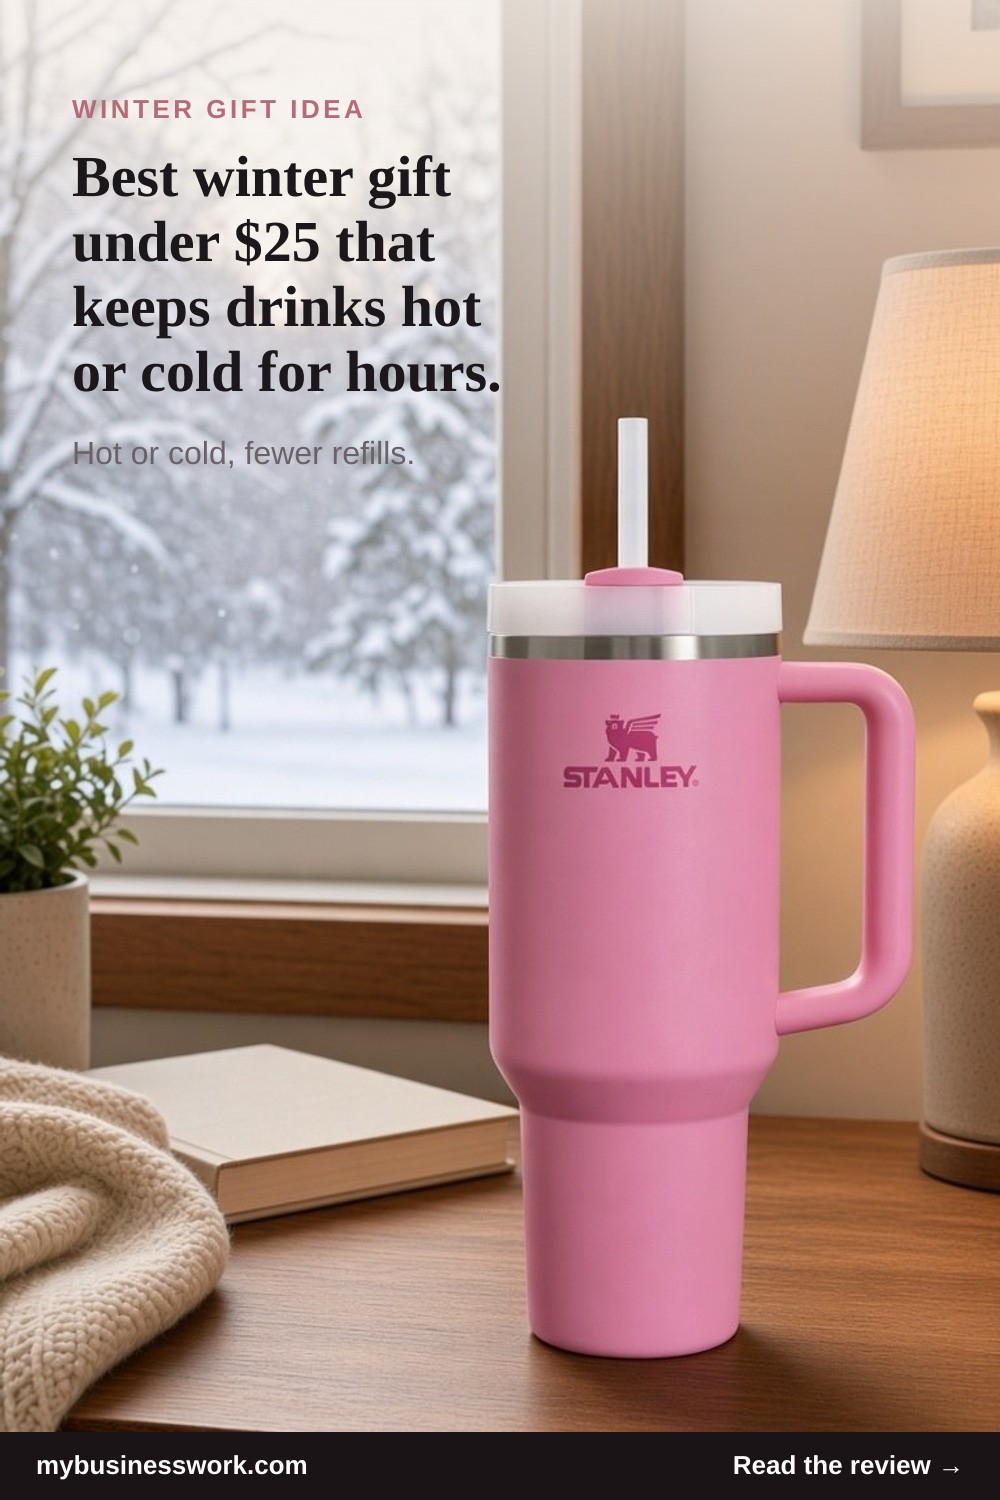 WINTER GIFT IDEA
Best winter gift
under $25 that
keeps drinks hot
or cold for hours.
Hot or cold, fewer refills.
STANLEY®
mybusinesswork.com
Read the review →